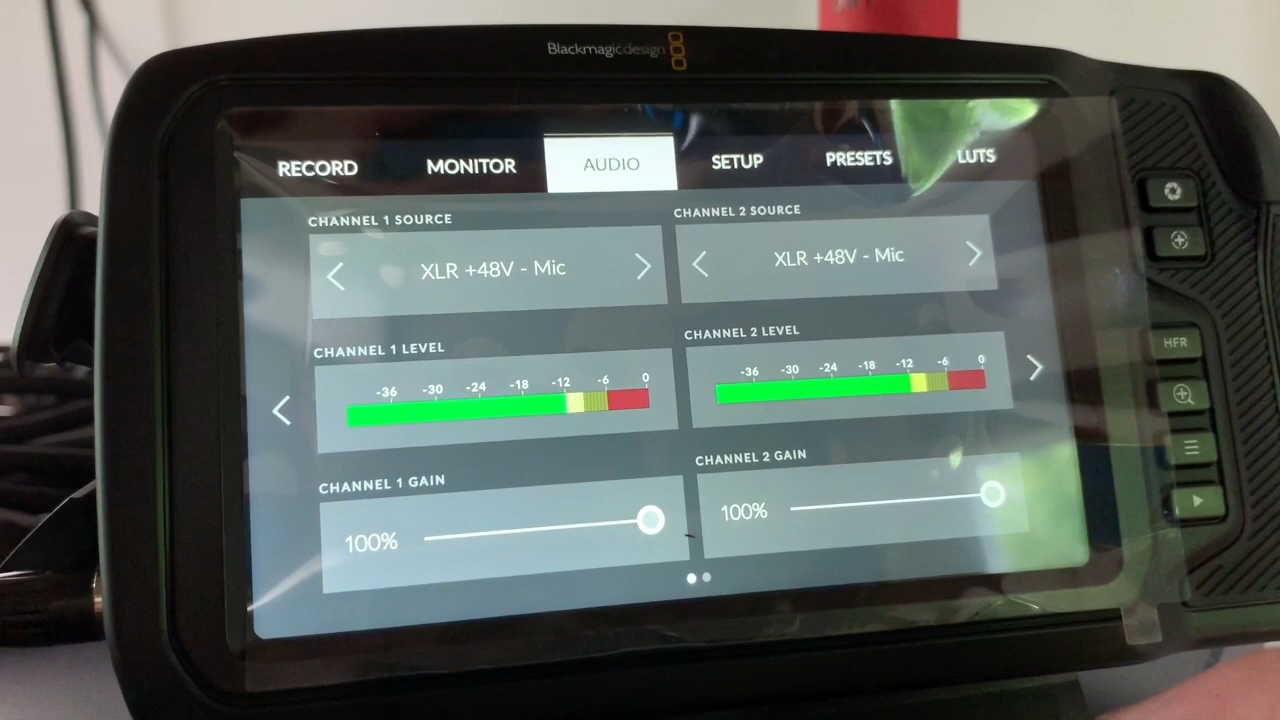 Blackmagicdesign
RECORD MONITOR AUDIO SETUP PRESETS LUTS
CHANNEL 1 SOURCE
XLR +48V - Mic
CHANNEL 2 SOURCE
XLR +48V - Mic
CHANNEL 1 LEVEL
-36 -30 -24 -18 -12 -6 0
CHANNEL 2 LEVEL
-36 -30 -24 -18 -12 -6 0
CHANNEL 1 GAIN
100%
CHANNEL 2 GAIN
100%
HFR